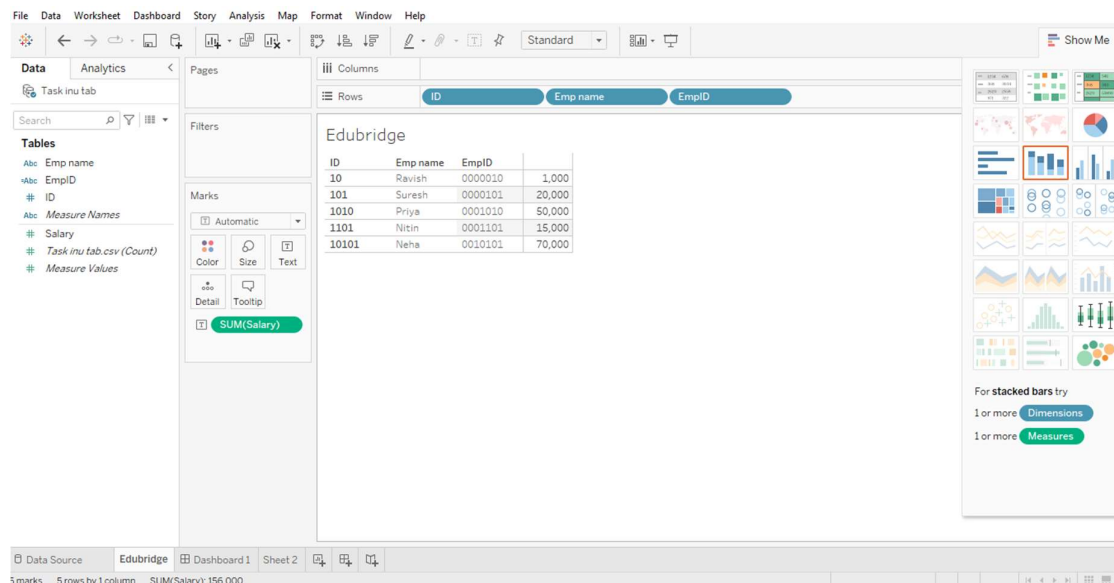 File Data Worksheet Dashboard Story Analysis Map Format Window Help
Standard
Show Me
Data Analytics
Task inu tab
Search
Tables
Abc Emp name
=Abc EmpID
# ID
Abc Measure Names
# Salary
# Task inu tab.csv (Count)
# Measure Values
Pages
Filters
Marks
Automatic
Color Size Text
Detail Tooltip
SUM(Salary)
Columns
Rows ID Emp name EmpID
Edubridge
ID Emp name EmpID
10 Ravish 0000010 1,000
101 Suresh 0000101 20,000
1010 Priya 0001010 50,000
1101 Nitin 0001101 15,000
10101 Neha 0010101 70,000
For stacked bars try
1 or more Dimensions
1 or more Measures
Data Source Edubridge Dashboard 1 Sheet 2
5 marks 5 rows by 1 column SUM(Salary): 156,000